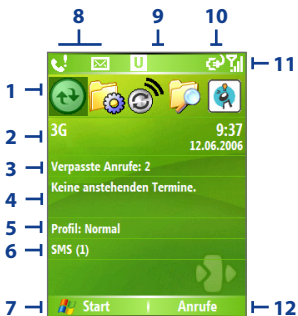 8 9 10
U
11
1
2 3G 9:37
12.06.2006
3 Verpasste Anrufe: 2
4 Keine anstehenden Termine.
5 Profil: Normal
6 SMS (1)
7 Start Anrufe 12